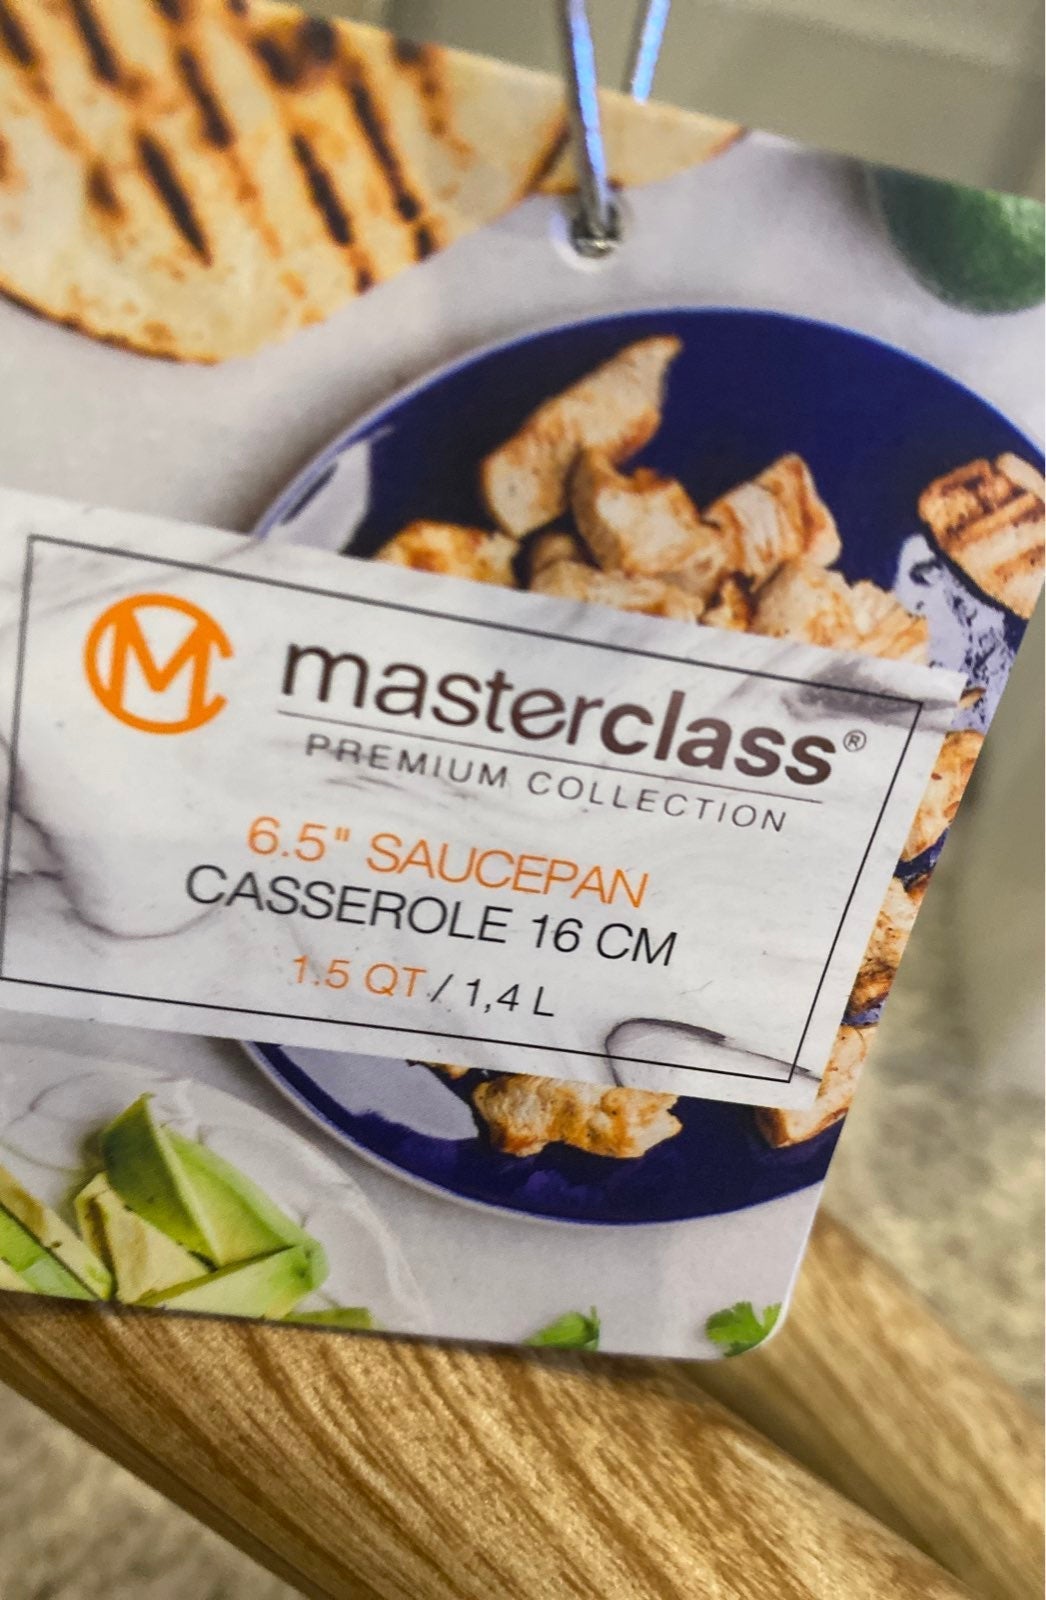 masterclass®
PREMIUM COLLECTION
6.5" SAUCEPAN
CASSEROLE 16 CM
1.5 QT / 1,4 L